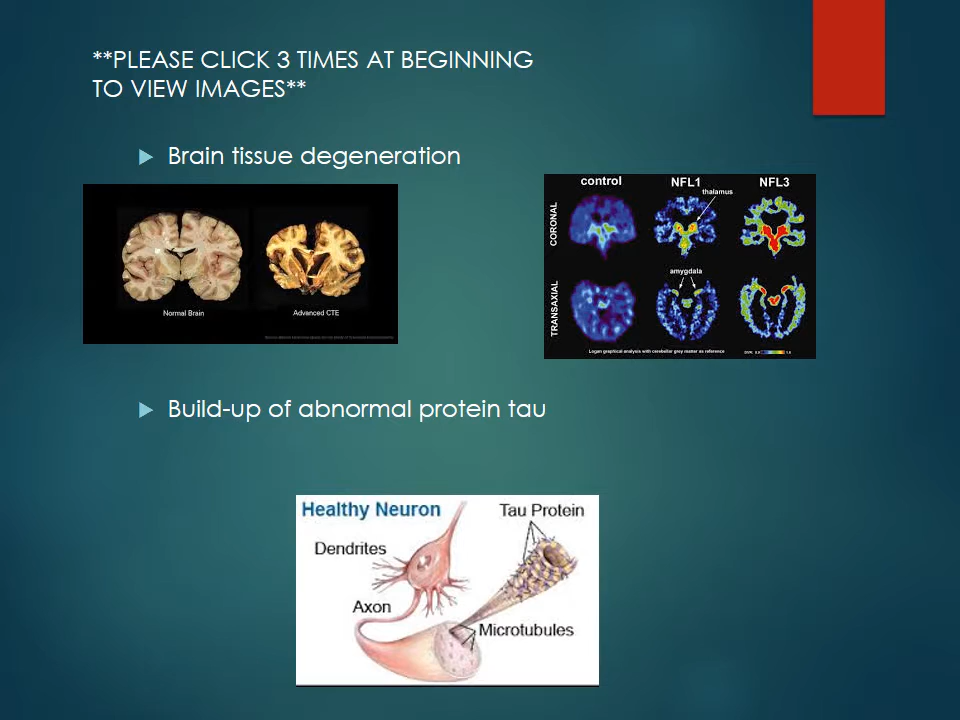 **PLEASE CLICK 3 TIMES AT BEGINNING
TO VIEW IMAGES**
Brain tissue degeneration
Normal Brain
Advanced CTE
control
NFL1
NFL3
thalamus
CORONAL
amygdala
TRANSAXIAL
Logan graphical analysis with cerebellar grey matter as reference
DVR:
Build-up of abnormal protein tau
Healthy Neuron
Tau Protein
Dendrites
Axon
Microtubules